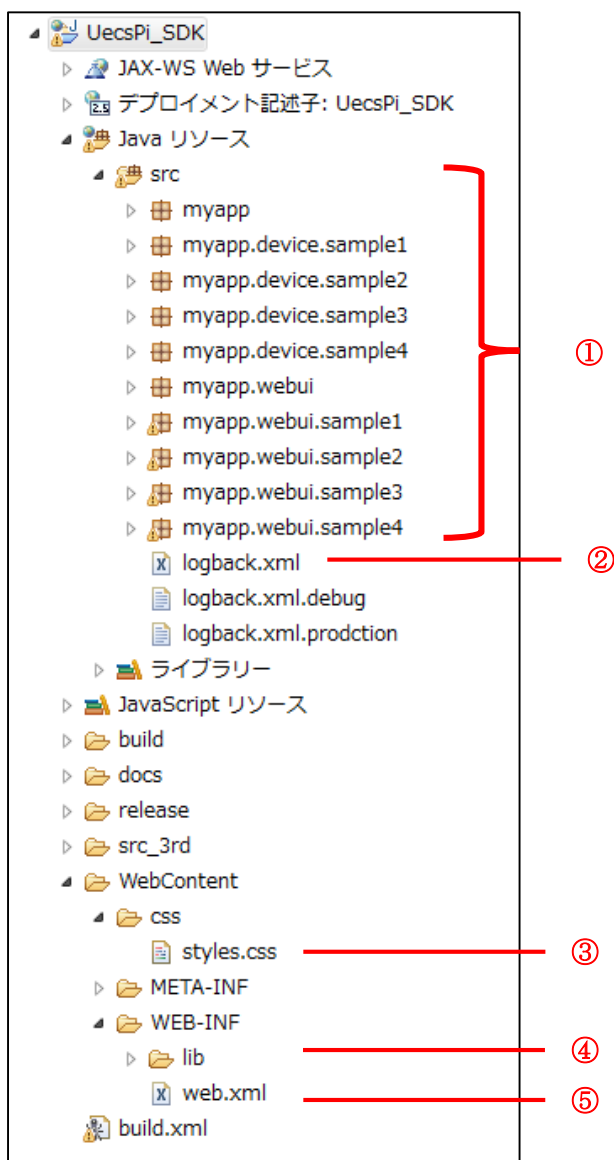 UecsPi_SDK
JAX-WS Web サービス
デプロイメント記述子: UecsPi_SDK
Java リソース
src
myapp
myapp.device.sample1
myapp.device.sample2
myapp.device.sample3
myapp.device.sample4
①
myapp.webui
myapp.webui.sample1
myapp.webui.sample2
myapp.webui.sample3
myapp.webui.sample4
logback.xml ②
logback.xml.debug
logback.xml.prodction
ライブラリー
JavaScript リソース
build
docs
release
src_3rd
WebContent
css
styles.css ③
META-INF
WEB-INF
lib ④
web.xml ⑤
build.xml